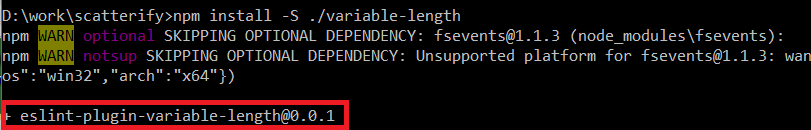 D:\work\scatterify>npm install -S ./variable-length
npm WARN optional SKIPPING OPTIONAL DEPENDENCY: fsevents@1.1.3 (node_modules\fsevents):
npm WARN notsup SKIPPING OPTIONAL DEPENDENCY: Unsupported platform for fsevents@1.1.3: wan
os":"win32","arch":"x64"})
+ eslint-plugin-variable-length@0.0.1